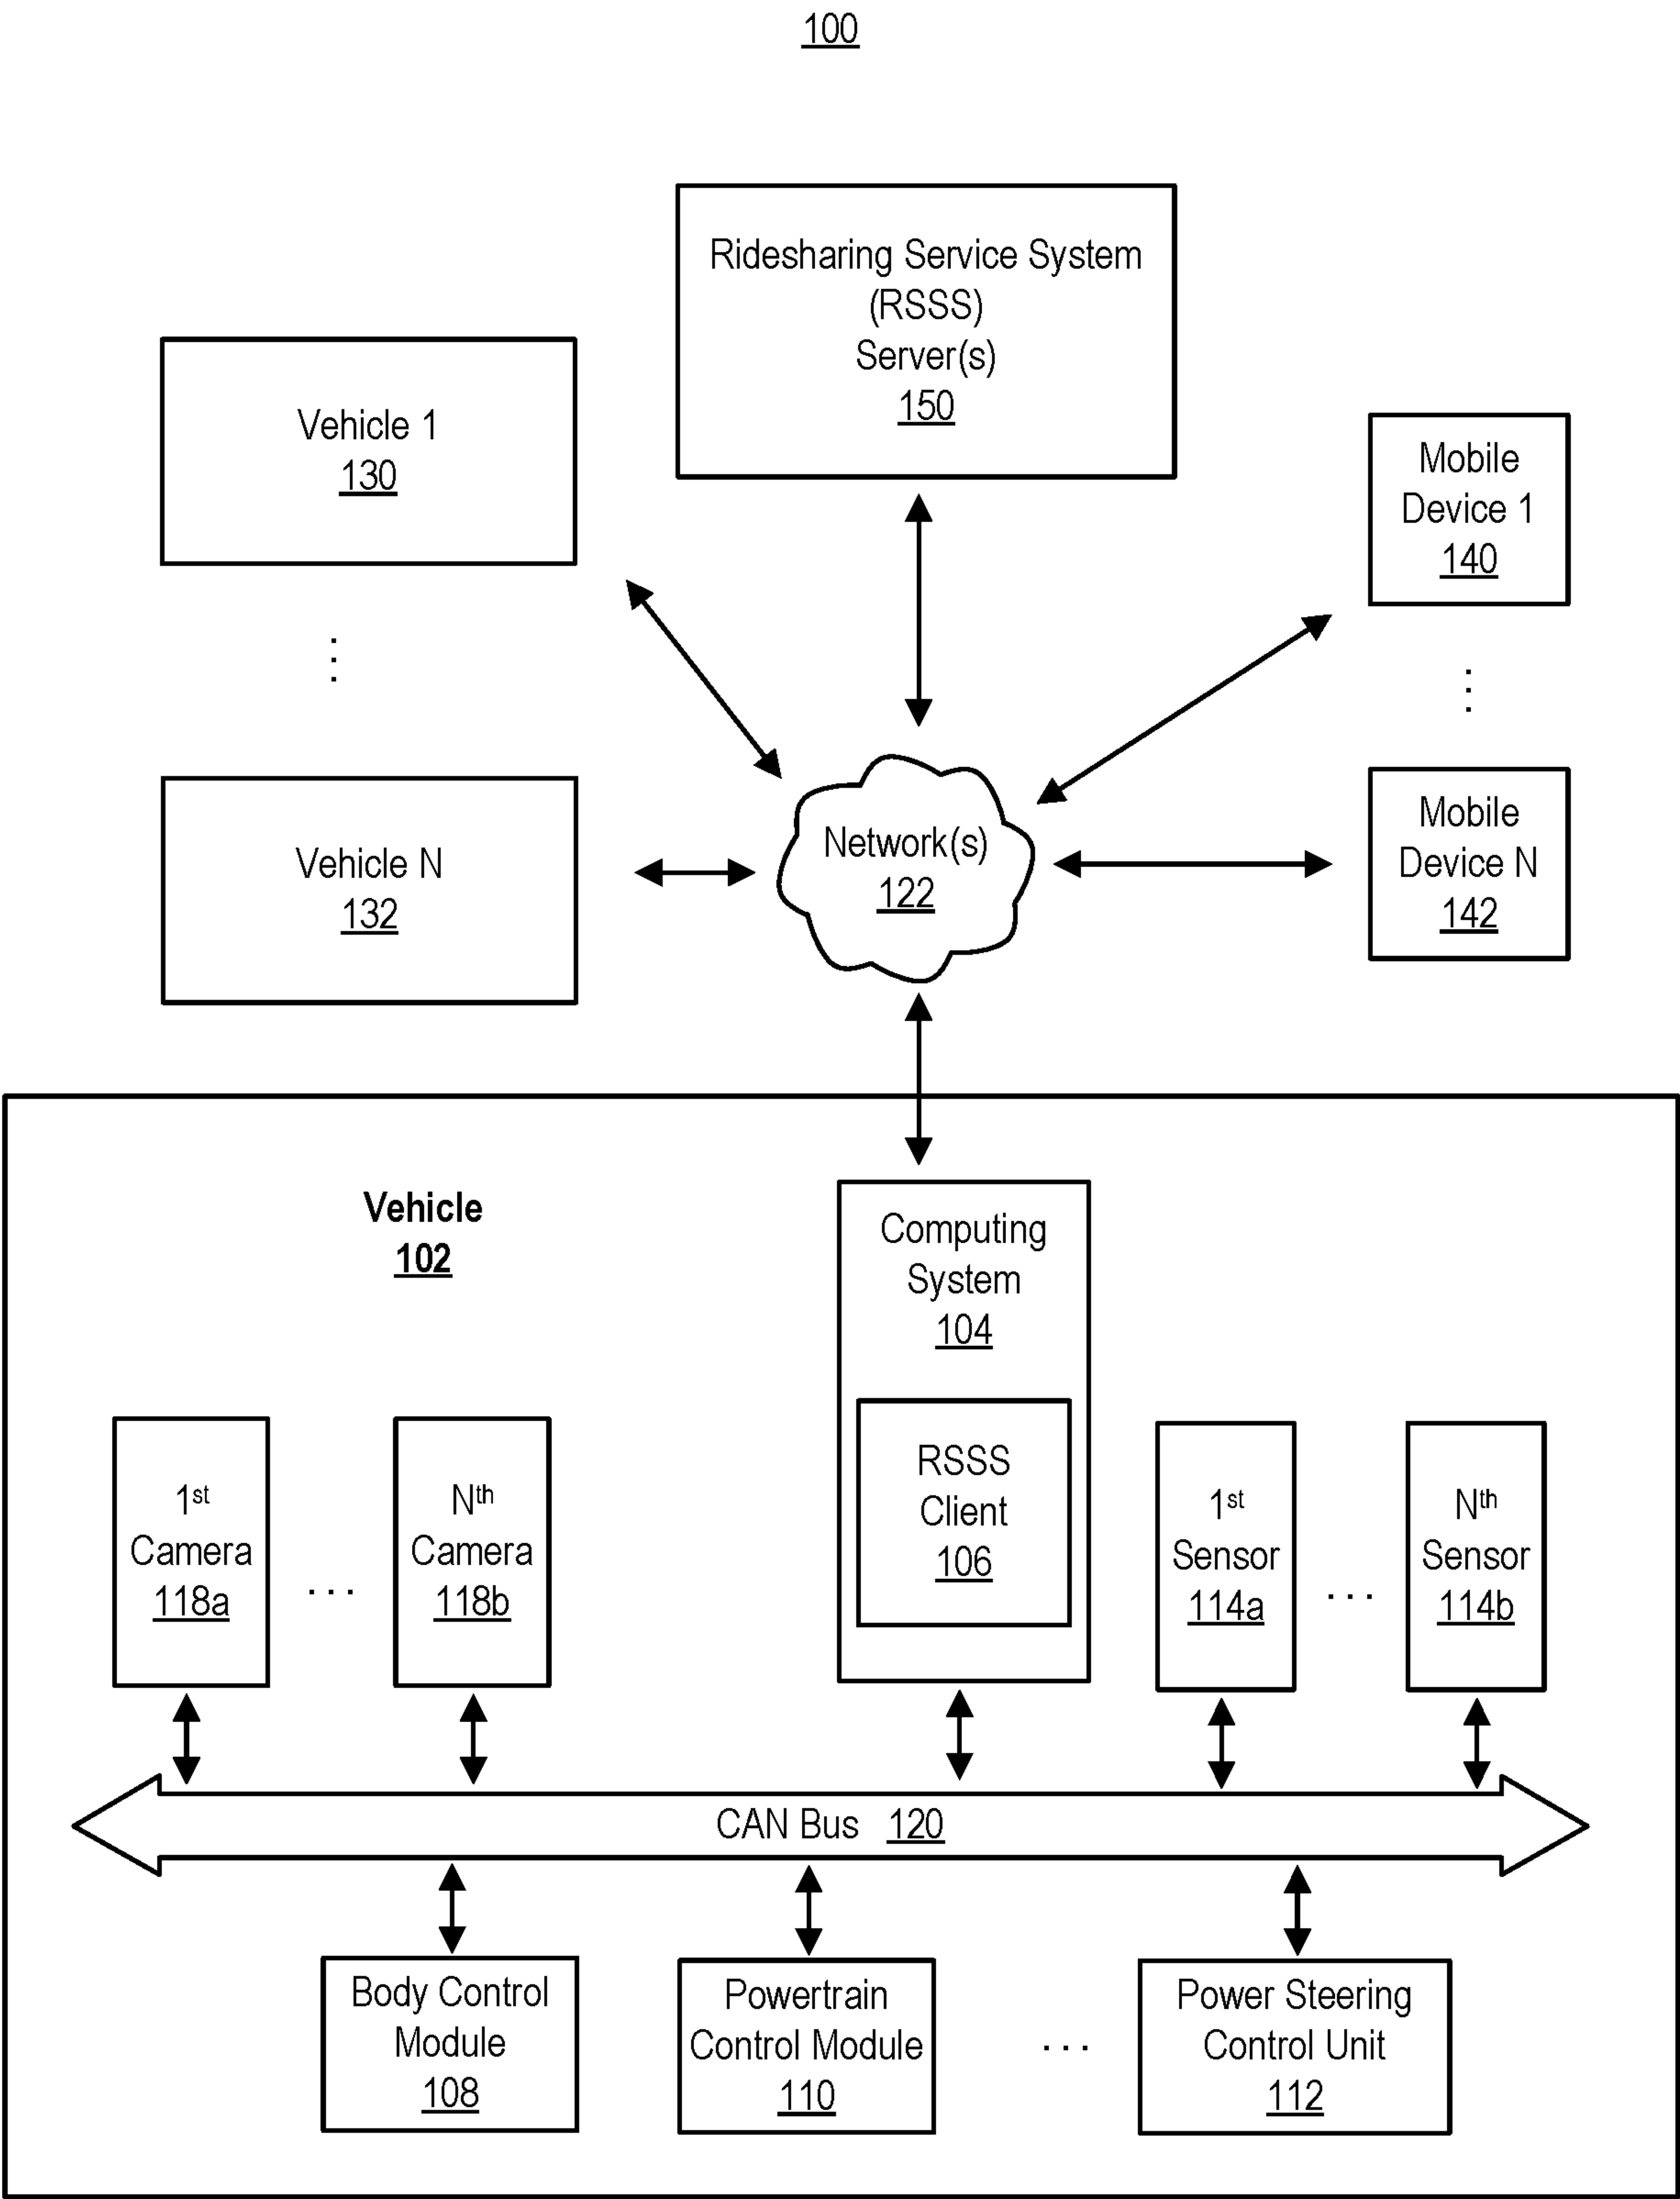 100
Ridesharing Service System
(RSSS)
Server(s)
150
Vehicle 1
130
⋮
Vehicle N
132
Mobile
Device 1
140
⋮
Mobile
Device N
142
Network(s)
122
Vehicle
102
Computing
System
104
RSSS
Client
106
1st
Camera
118a
...
Nth
Camera
118b
1st
Sensor
114a
...
Nth
Sensor
114b
CAN Bus 120
Body Control
Module
108
Powertrain
Control Module
110
...
Power Steering
Control Unit
112